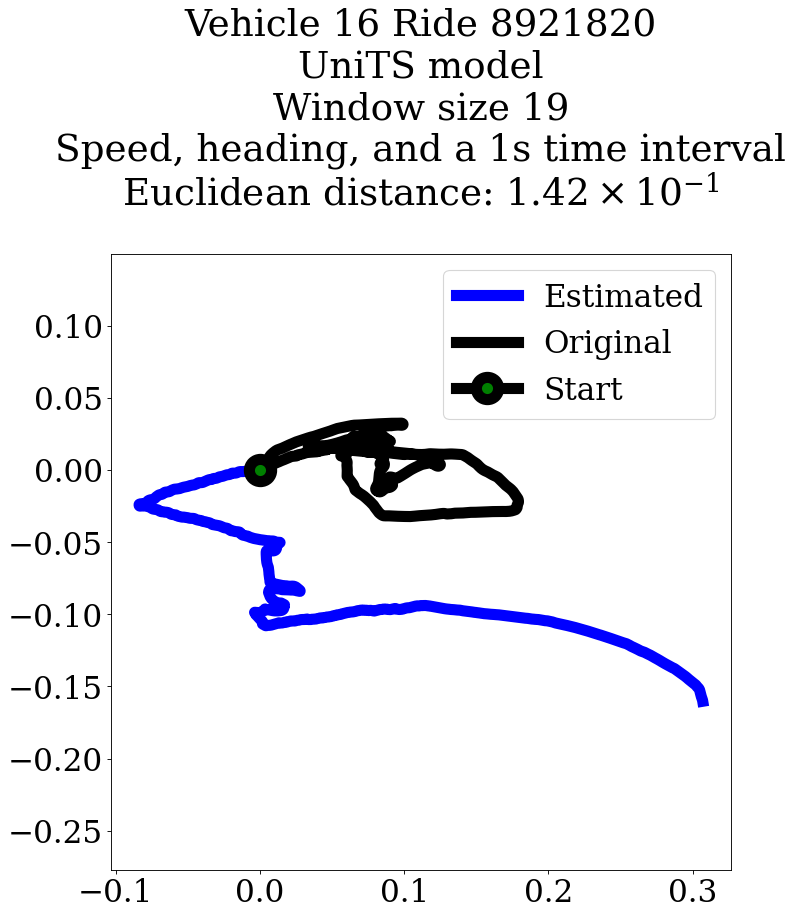 Vehicle 16 Ride 8921820
UniTS model
Window size 19
Speed, heading, and a 1s time interval
Euclidean distance: 1.42 × 10⁻¹
Estimated
Original
Start
0.10
0.05
0.00
−0.05
−0.10
−0.15
−0.20
−0.25
−0.1 0.0 0.1 0.2 0.3